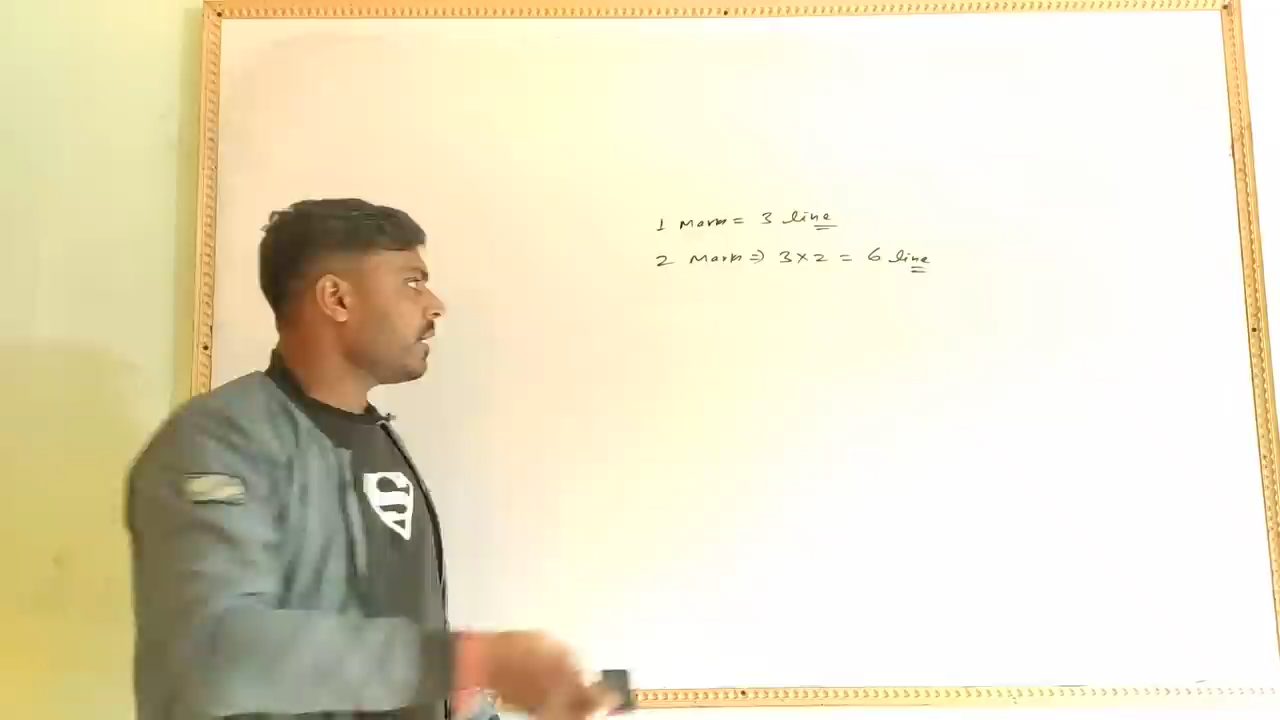 1 Mark = 3 line
2 Mark ⇒ 3×2 = 6 line
S